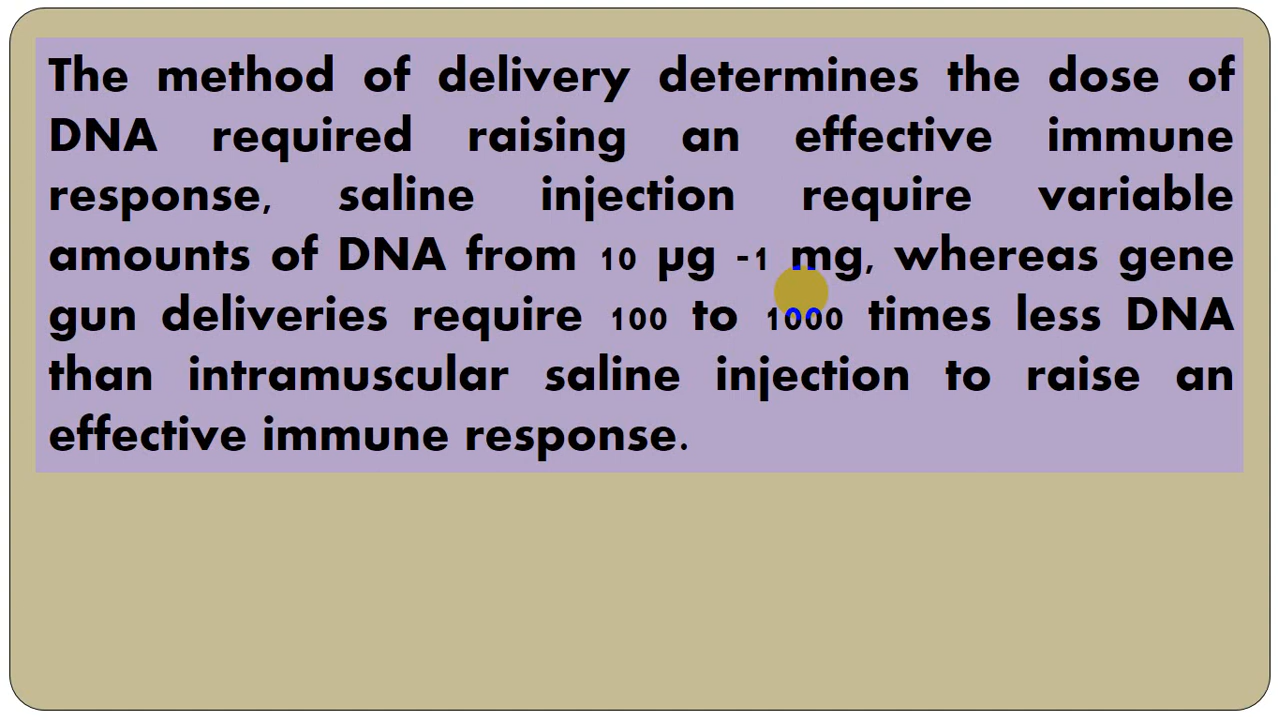 The method of delivery determines the dose of
DNA required raising an effective immune
response, saline injection require variable
amounts of DNA from 10 µg -1 mg, whereas gene
gun deliveries require 100 to 1000 times less DNA
than intramuscular saline injection to raise an
effective immune response.